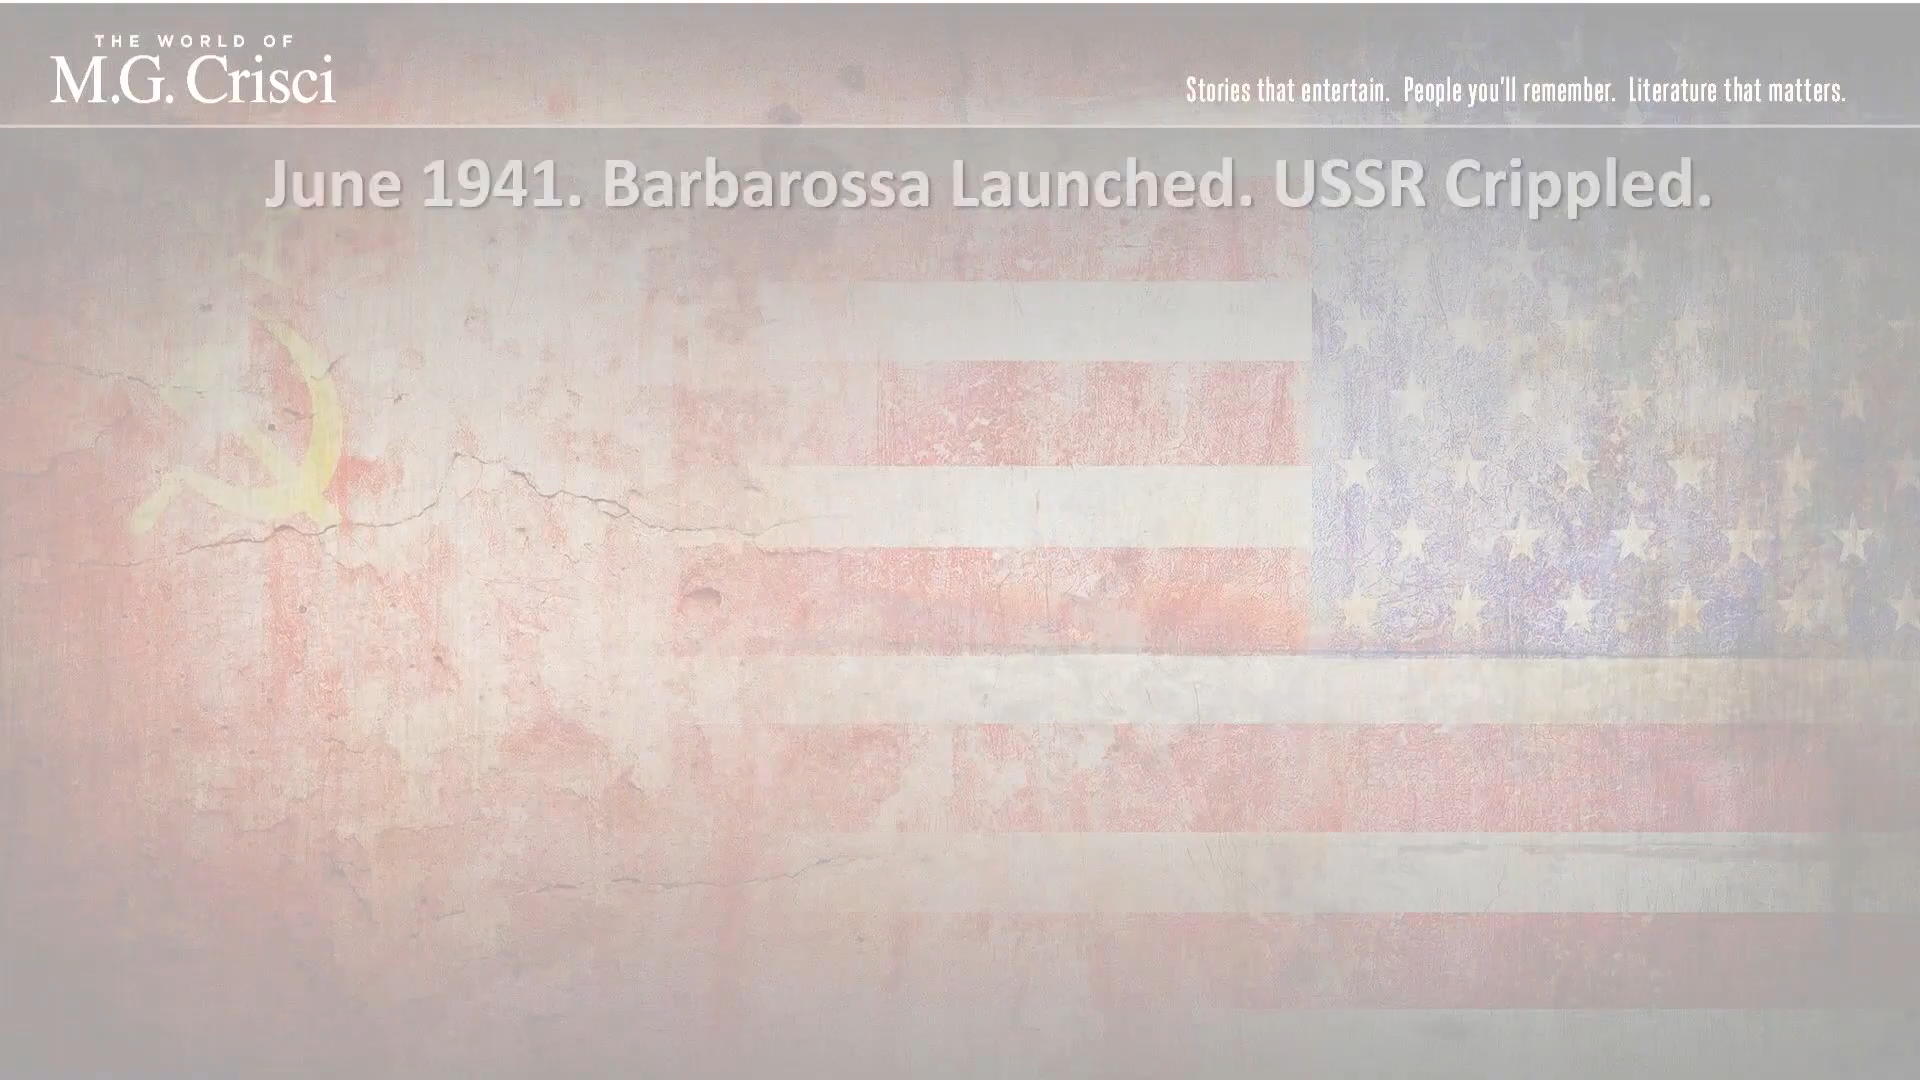 THE WORLD OF
M.G. Crisci
Stories that entertain. People you'll remember. Literature that matters.
June 1941. Barbarossa Launched. USSR Crippled.